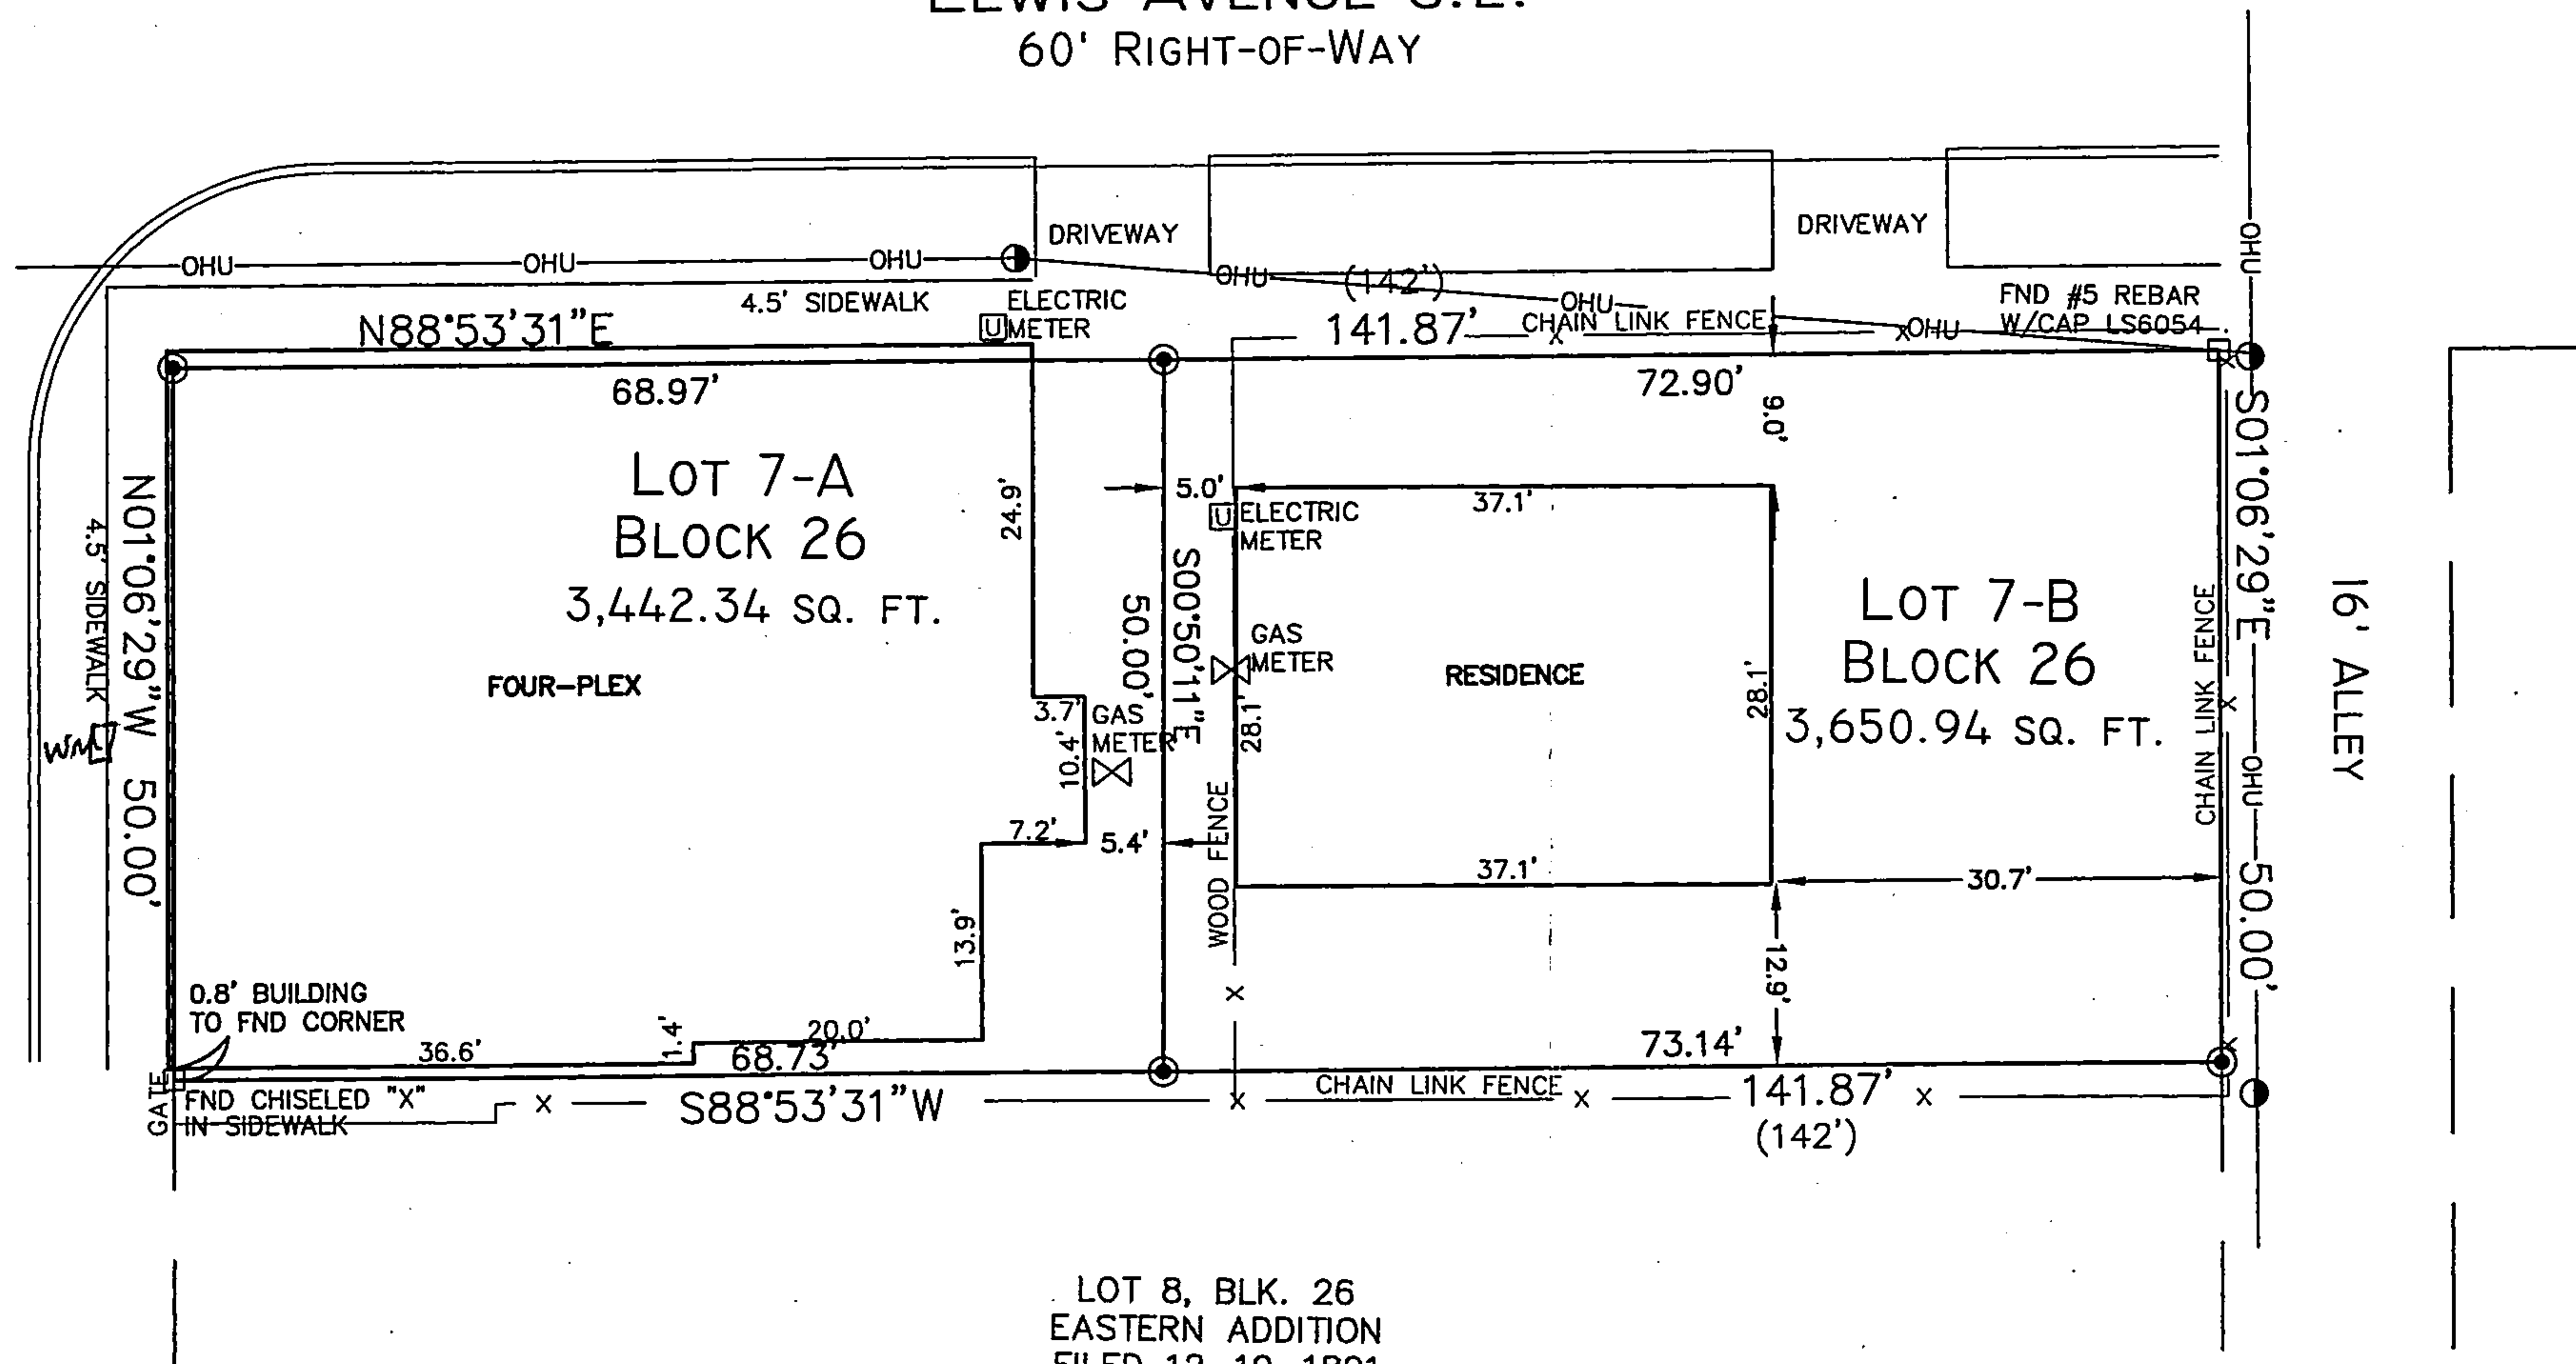 LEWIS AVENUE S.E.
60' RIGHT-OF-WAY
DRIVEWAY
DRIVEWAY
OHU
OHU
OHU
OHU
(142')
OHU
OHU
OHU
4.5' SIDEWALK
ELECTRIC
METER
U
FND #5 REBAR
W/CAP LS6054
N88°53'31"E
141.87'
CHAIN LINK FENCE
X
X
X
68.97'
72.90'
9.0'
LOT 7-A
BLOCK 26
3,442.34 SQ. FT.
FOUR-PLEX
24.9'
3.7'
GAS
METER
10.4'
7.2'
5.4'
13.9'
N01°06'29"W 50.00'
4.5' SIDEWALK
WM
S00°50'11"E
50.00'
5.0'
37.1'
U
ELECTRIC
METER
GAS
METER
28.1'
RESIDENCE
28.1'
37.1'
WOOD FENCE
X
LOT 7-B
BLOCK 26
3,650.94 SQ. FT.
CHAIN LINK FENCE
X
X
30.7'
12.9'
S01°06'29"E
OHU
50.00'
16' ALLEY
0.8' BUILDING
TO FND CORNER
36.6'
1.4'
20.0'
68.73'
73.14'
GATE
FND CHISELED "X"
IN SIDEWALK
X
S88°53'31"W
X
CHAIN LINK FENCE
X
141.87'
X
(142')
LOT 8, BLK. 26
EASTERN ADDITION